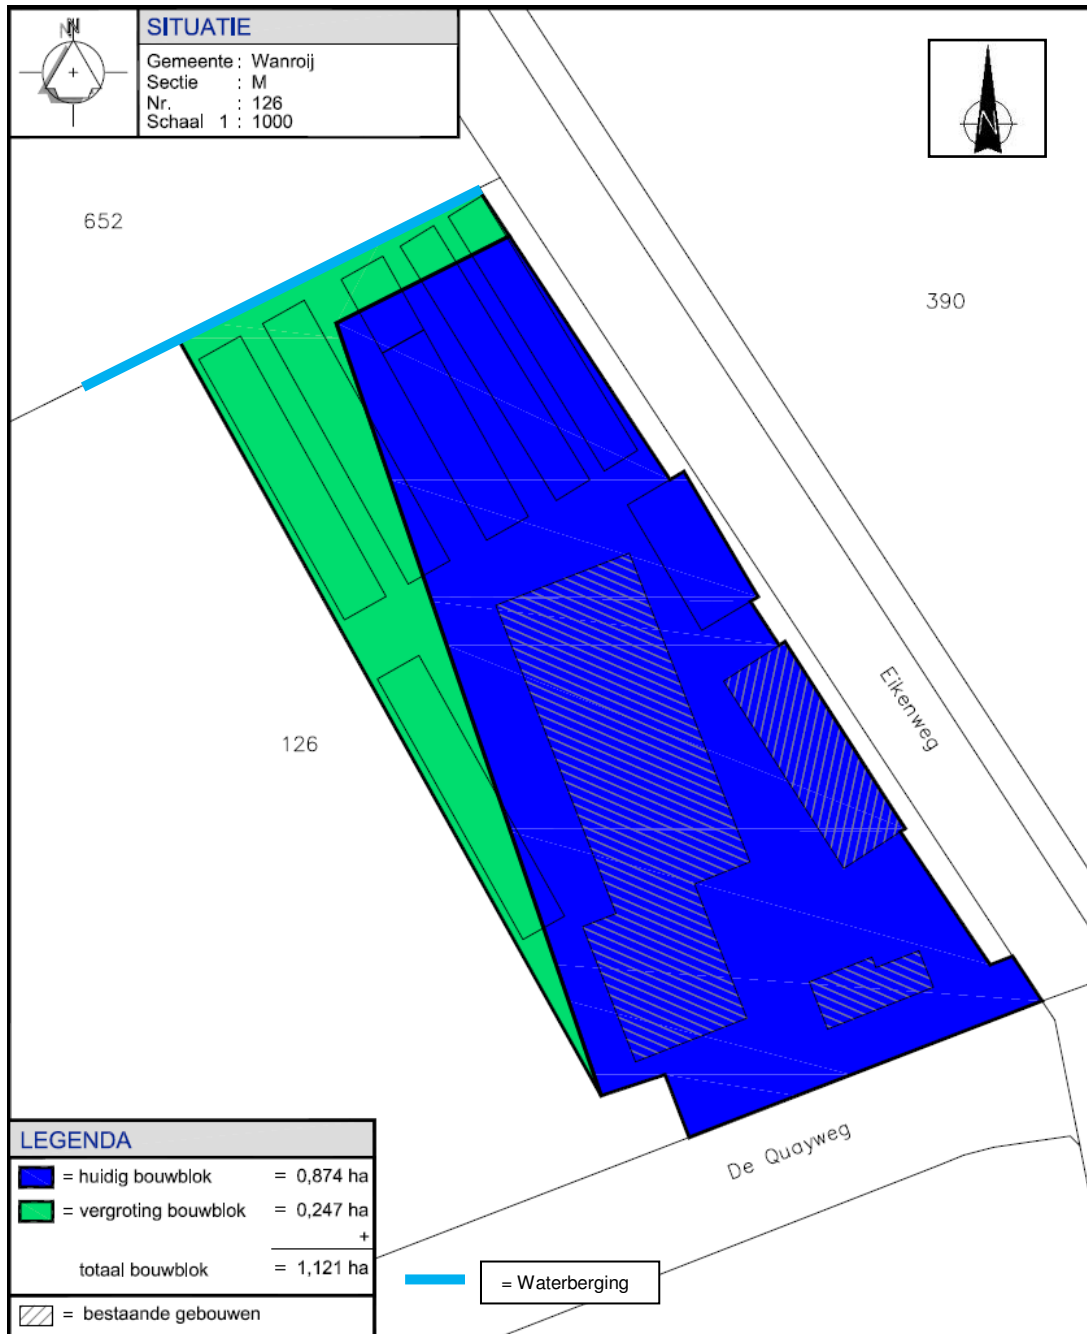 N
SITUATIE
Gemeente : Wanroij
Sectie : M
Nr. : 126
Schaal 1 : 1000
N
652
390
126
Eikenweg
De Quayweg
LEGENDA
= huidig bouwblok = 0,874 ha
= vergroting bouwblok = 0,247 ha
+
totaal bouwblok = 1,121 ha
= bestaande gebouwen
= Waterberging